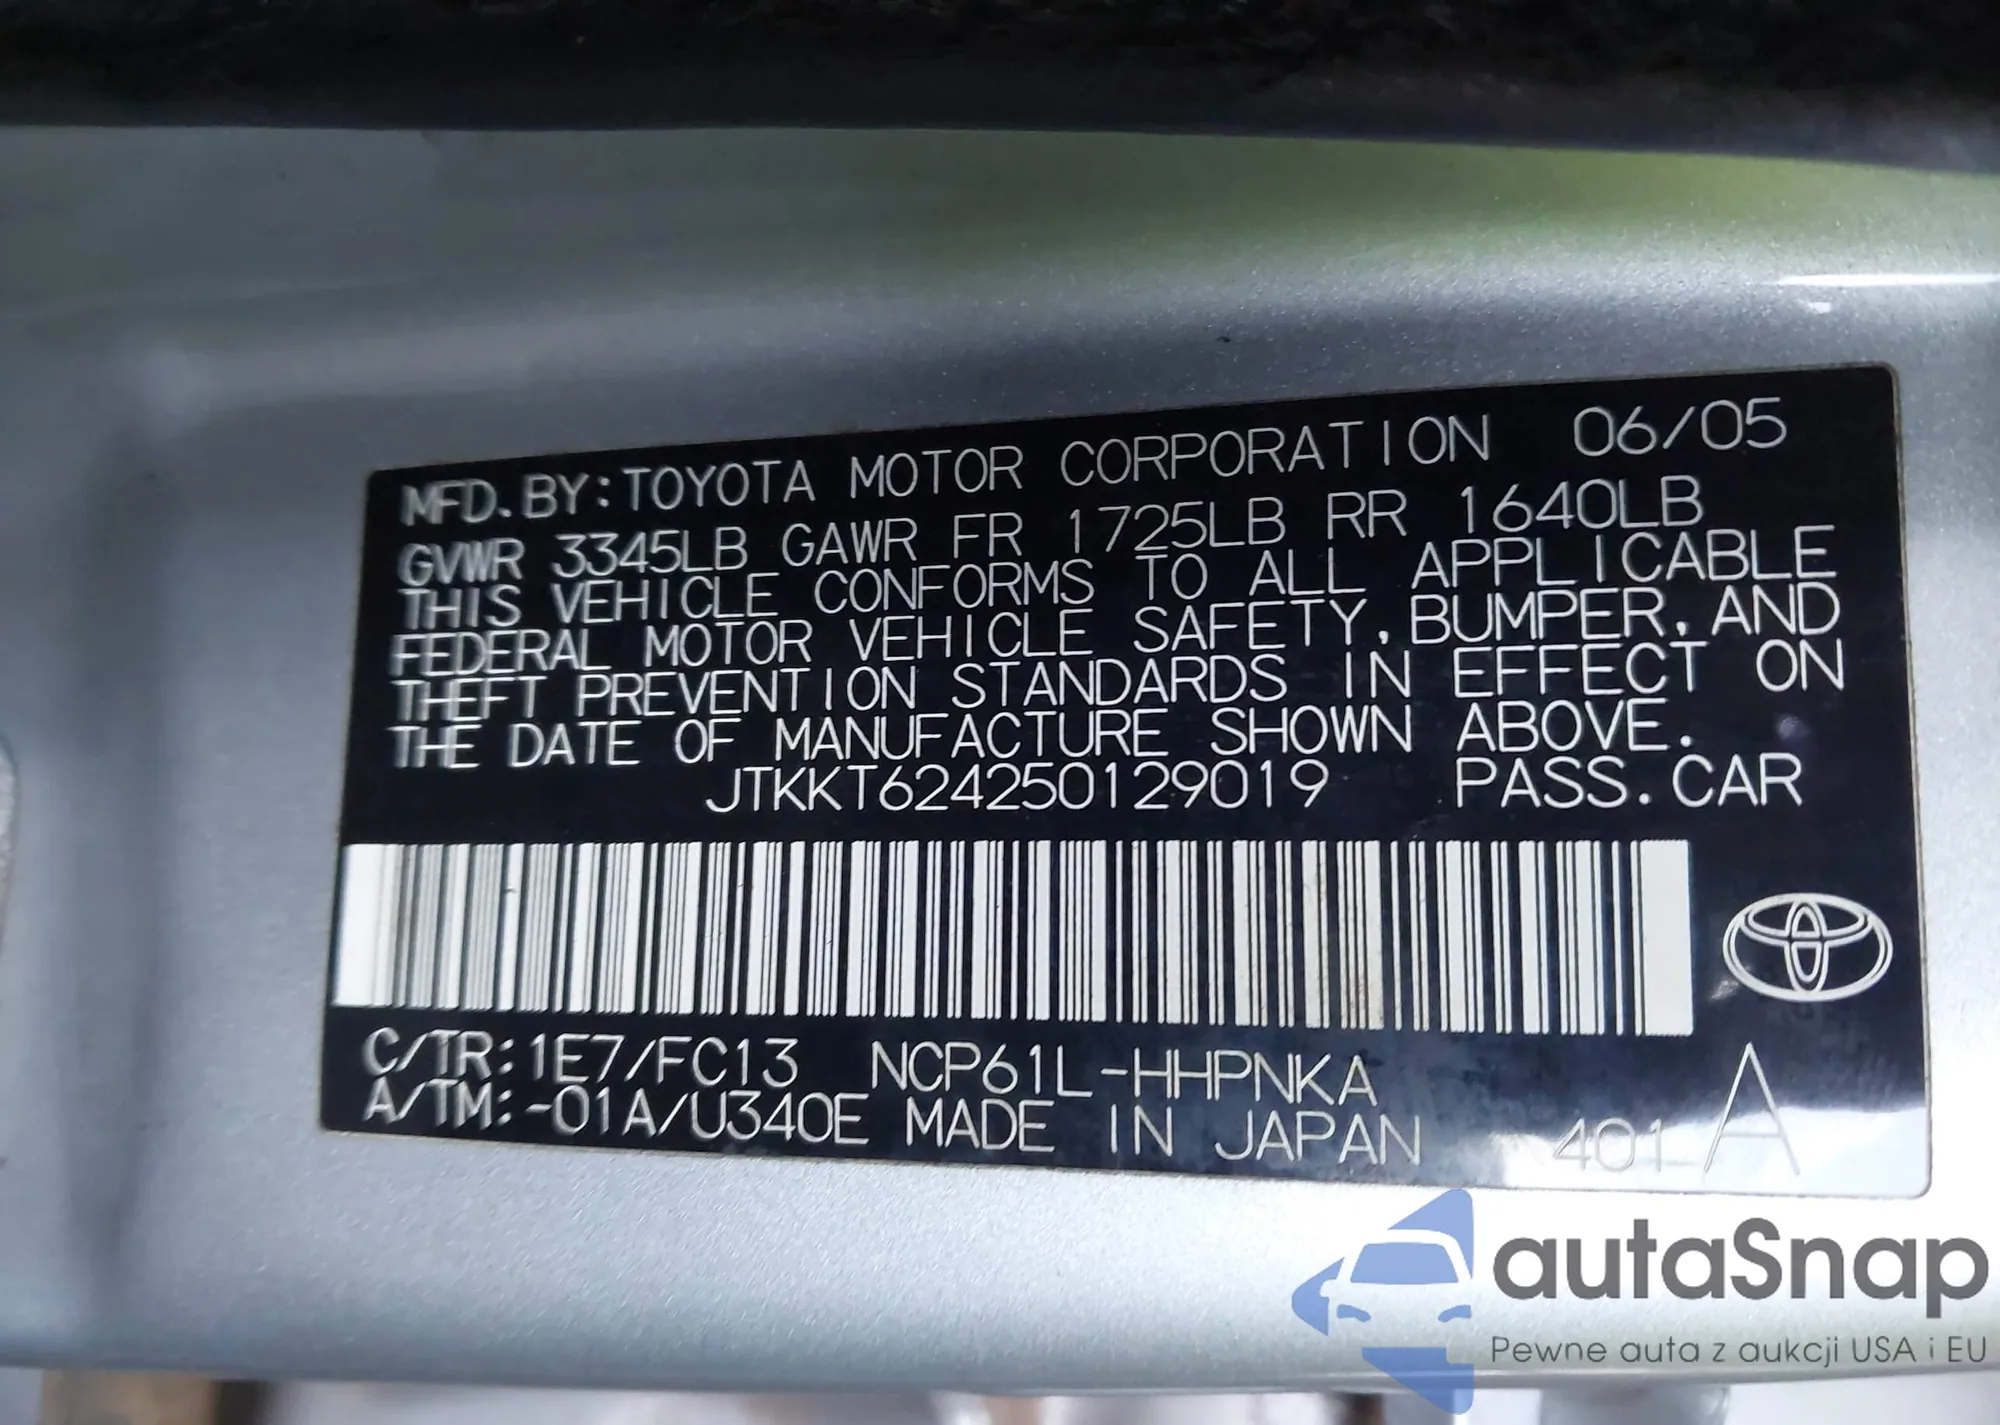 MFD. BY: TOYOTA MOTOR CORPORATION 06/05
GVWR 3345LB GAWR FR 1725LB RR 1640LB
THIS VEHICLE CONFORMS TO ALL APPLICABLE
FEDERAL MOTOR VEHICLE SAFETY, BUMPER, AND
THEFT PREVENTION STANDARDS IN EFFECT ON
THE DATE OF MANUFACTURE SHOWN ABOVE.
JTKKT624250129019 PASS. CAR
C/TR: 1E7/FC13 NCP61L-HHPNKA
A/TM: -01A/U340E MADE IN JAPAN 401 A
autaSnap
Pewne auta z aukcji USA i EU